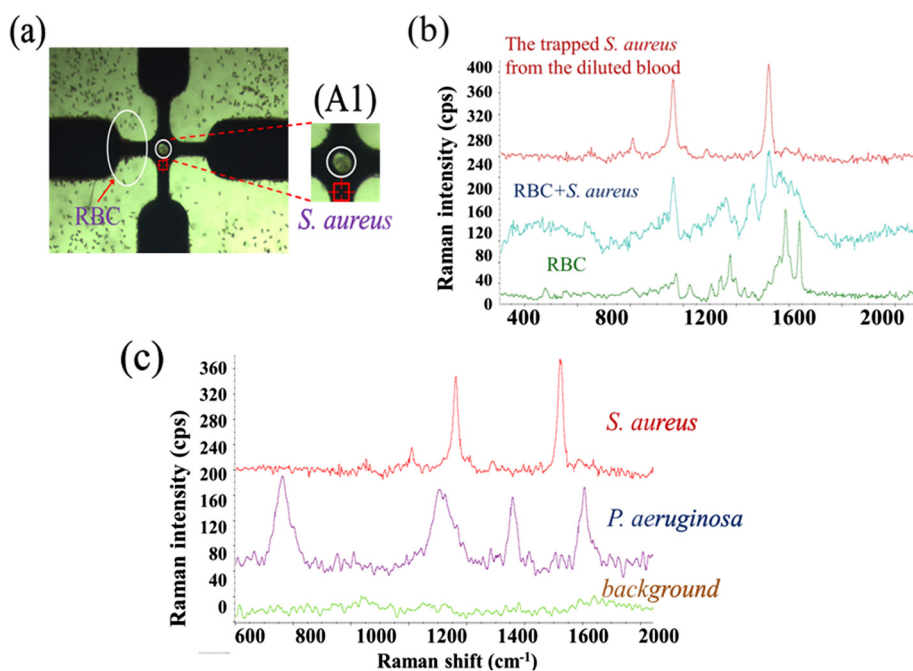 (a)
(A1)
RBC
S. aureus
(b)
The trapped S. aureus
from the diluted blood
RBC+S. aureus
RBC
Raman intensity (cps)
400
360
320
280
240
200
160
120
80
40
0
400 800 1200 1600 2000
(c)
S. aureus
P. aeruginosa
background
Raman intensity (cps)
360
320
280
240
200
160
120
80
40
0
600 800 1000 1200 1400 1600 1800 2000
Raman shift (cm-1)